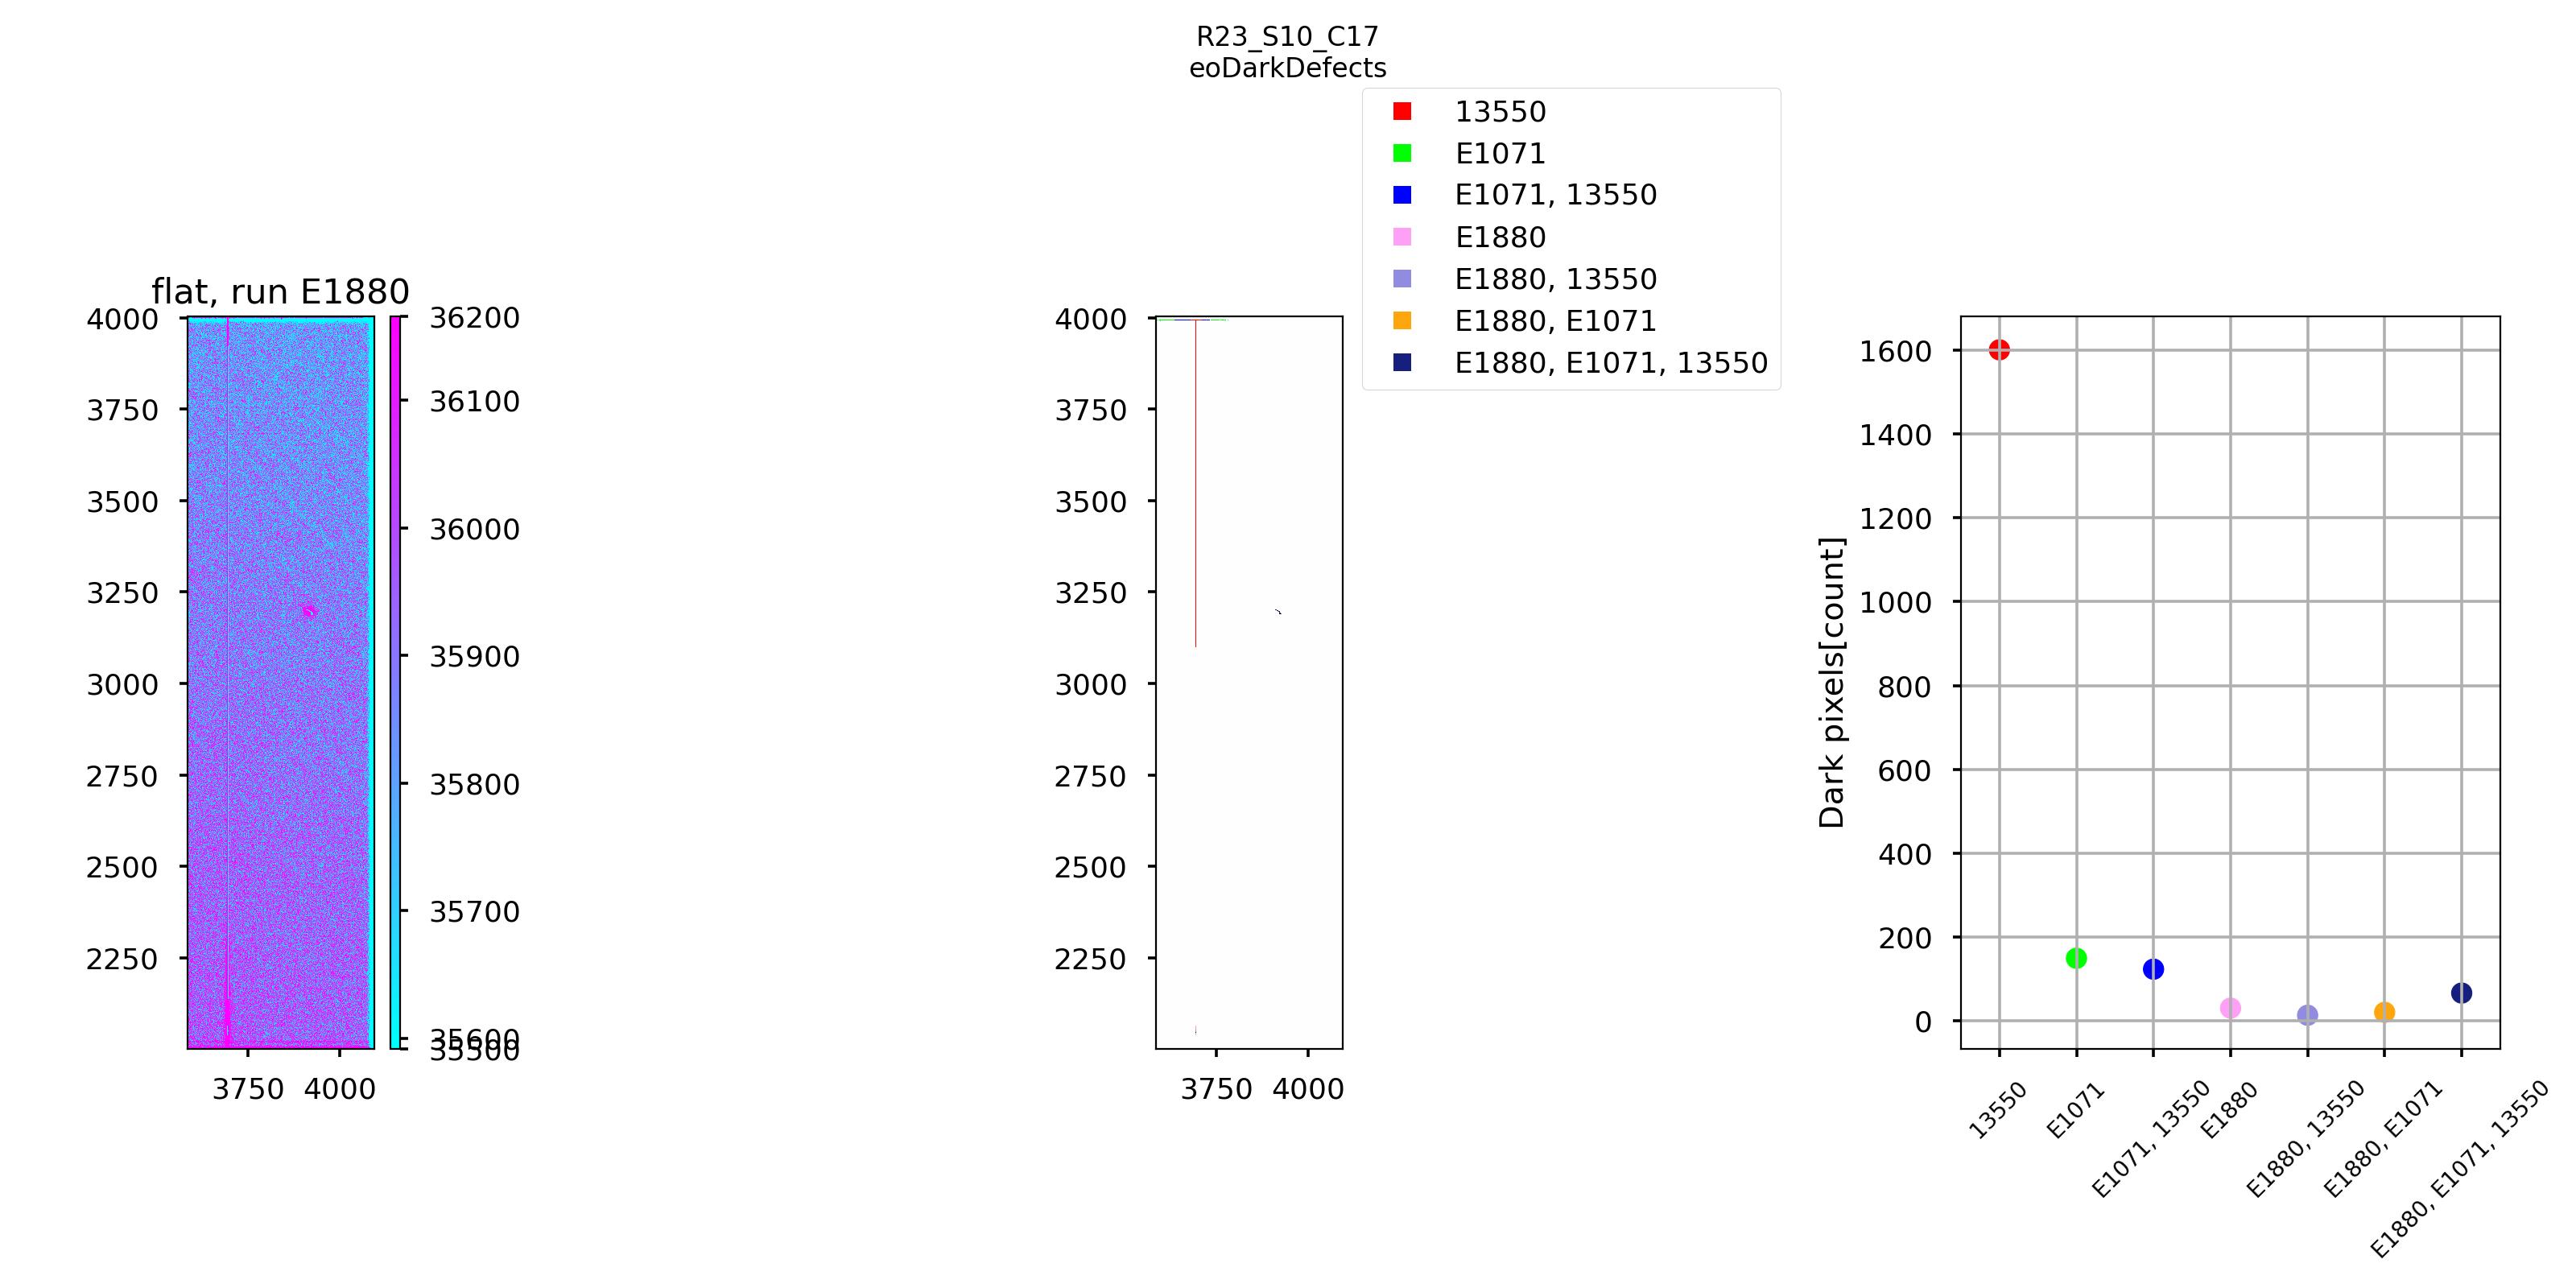 R23_S10_C17
eoDarkDefects
13550
E1071
E1071, 13550
E1880
E1880, 13550
E1880, E1071
E1880, E1071, 13550
flat, run E1880
4000
3750
3500
3250
3000
2750
2500
2250
3750 4000
36200
36100
36000
35900
35800
35700
35600
35500
4000
3750
3500
3250
3000
2750
2500
2250
3750 4000
Dark pixels[count]
1600
1400
1200
1000
800
600
400
200
0
13550
E1071
E1071, 13550
E1880
E1880, 13550
E1880, E1071
E1880, E1071, 13550